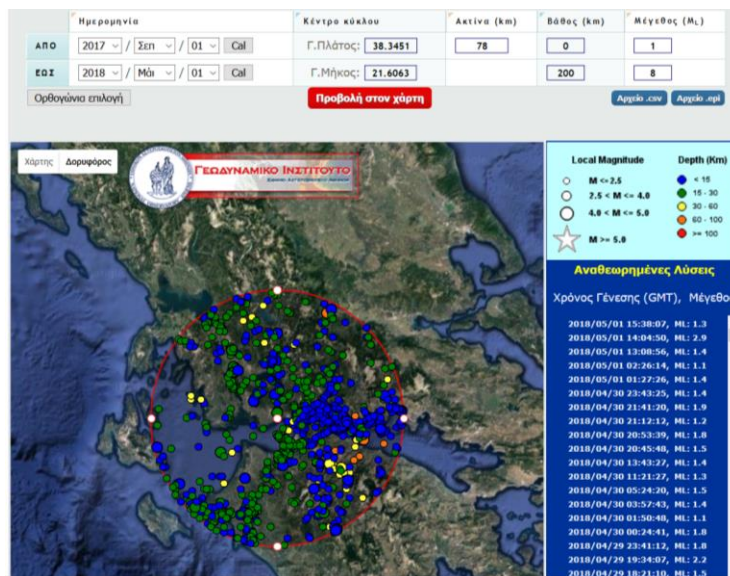 Ημερομηνία Κέντρο κύκλου Ακτίνα (km) Βάθος (km) Μέγεθος (ML)
ΑΠΟ 2017 / Σεπ / 01 Cal Γ.Πλάτος: 38.3451 78 0 1
ΕΩΣ 2018 / Μάι / 01 Cal Γ.Μήκος: 21.6063 200 8
Ορθογώνια επιλογή Προβολή στον χάρτη Αρχείο .csv Αρχείο .epi
Χάρτης Δορυφόρος
ΓΕΩΔΥΝΑΜΙΚΟ ΙΝΣΤΙΤΟΥΤΟ
Local Magnitude Depth (Km)
M <=2.5 < 15
2.5 < M <= 4.0 15 - 30
30 - 60
4.0 < M <= 5.0 60 - 100
M >= 5.0 >= 100
Αναθεωρημένες Λύσεις
Χρόνος Γένεσης (GMT), Μέγεθο
2018/05/01 15:38:07, ML: 1.3
2018/05/01 14:04:50, ML: 2.9
2018/05/01 13:08:56, ML: 1.4
2018/05/01 02:26:14, ML: 1.1
2018/05/01 01:27:26, ML: 1.4
2018/04/30 23:43:25, ML: 1.4
2018/04/30 21:41:20, ML: 1.9
2018/04/30 21:12:12, ML: 1.2
2018/04/30 20:53:39, ML: 1.8
2018/04/30 20:45:48, ML: 1.5
2018/04/30 13:43:27, ML: 1.4
2018/04/30 11:21:27, ML: 1.3
2018/04/30 05:24:20, ML: 1.5
2018/04/30 03:57:43, ML: 1.4
2018/04/30 01:50:48, ML: 1.1
2018/04/30 00:24:41, ML: 1.8
2018/04/29 23:41:12, ML: 1.8
2018/04/29 19:34:07, ML: 2.2
2018/04/29 18:21:10, ML: 1.5